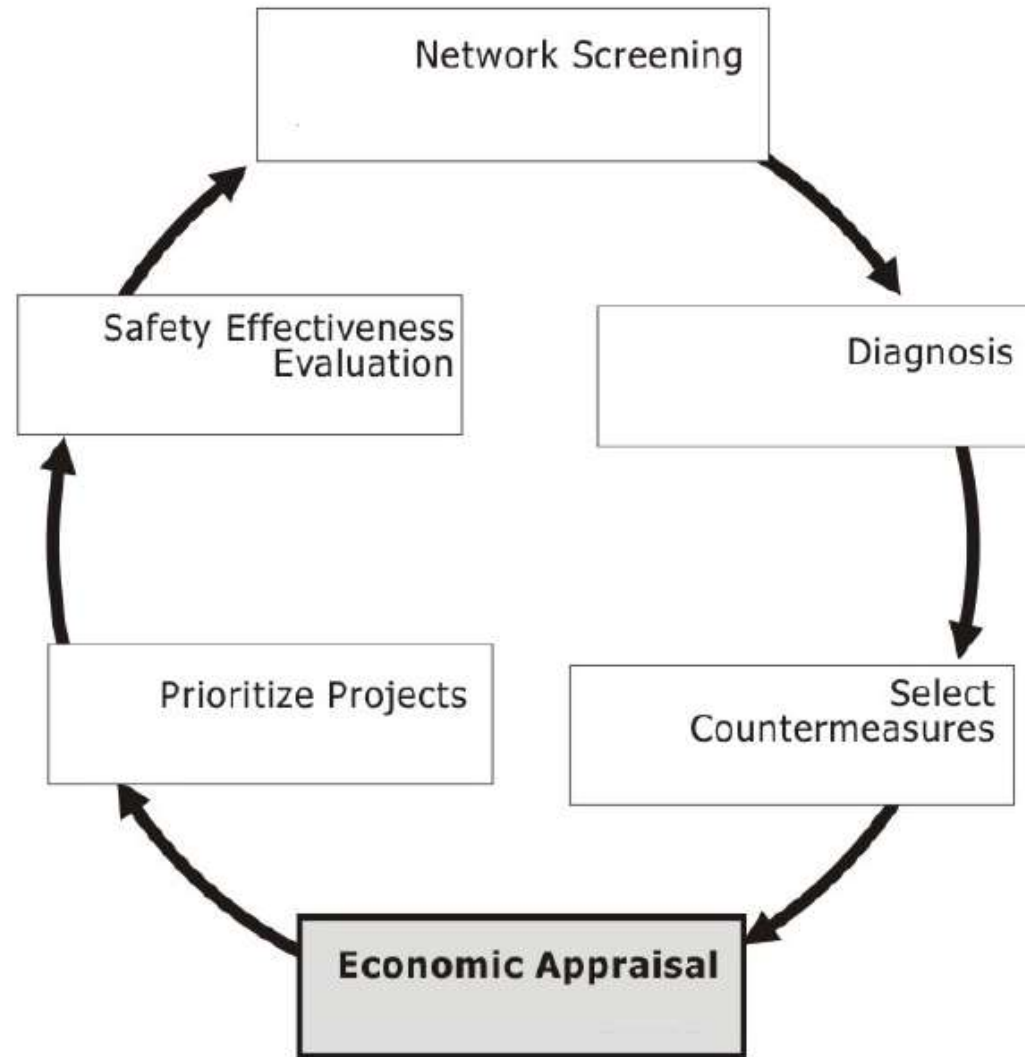 Network Screening
Diagnosis
Select
Countermeasures
Economic Appraisal
Prioritize Projects
Safety Effectiveness
Evaluation